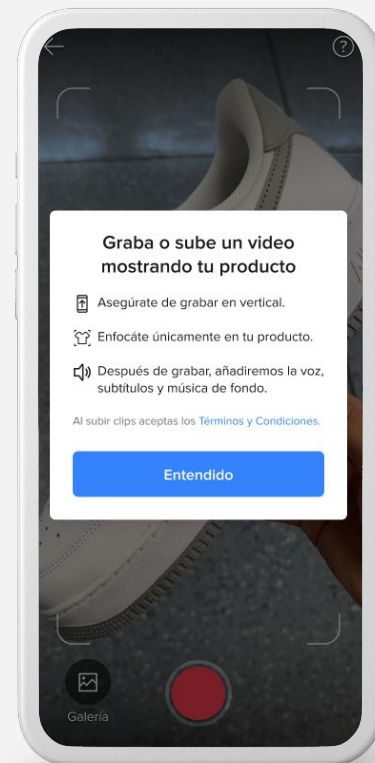 ?
Graba o sube un video
mostrando tu producto
Asegúrate de grabar en vertical.
Enfocáte únicamente en tu producto.
Después de grabar, añadiremos la voz,
subtítulos y música de fondo.
Al subir clips aceptas los Términos y Condiciones.
Entendido
Galería